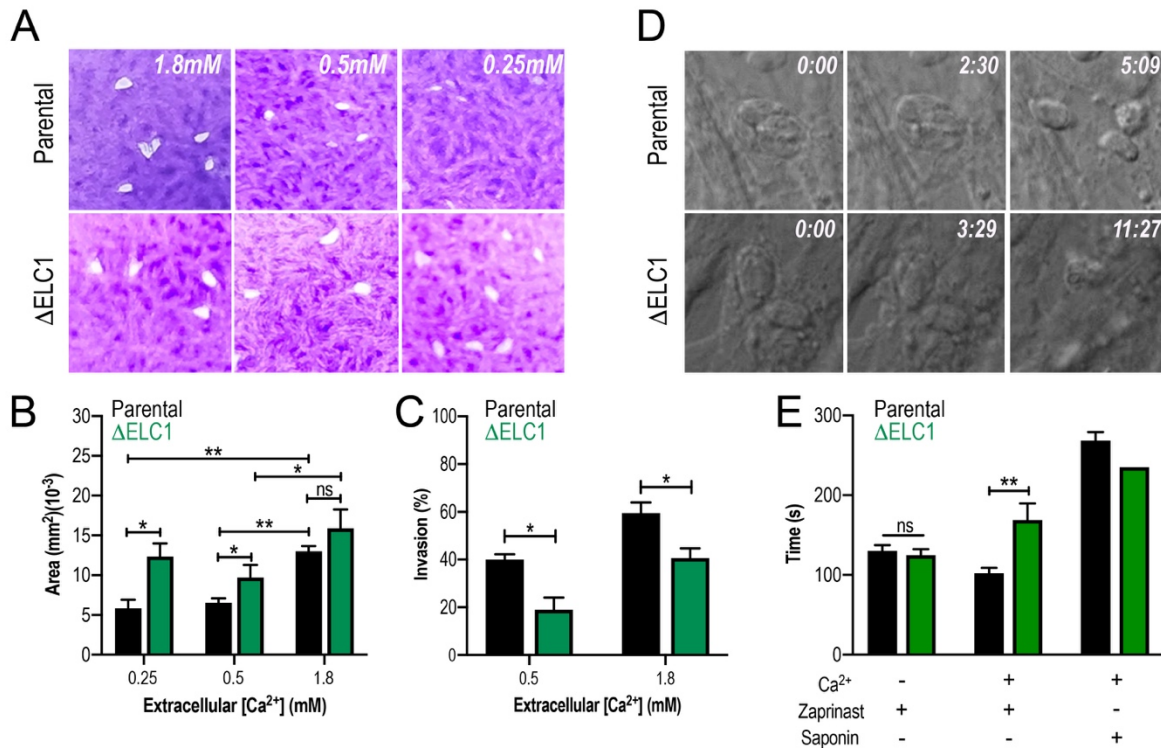 A
1.8mM 0.5mM 0.25mM
Parental
ΔELC1
B
Parental
ΔELC1
Area (mm²)(10⁻³)
30
25
20
15
10
5
0
**
*
ns
*
**
*
0.25 0.5 1.8
Extracellular [Ca²⁺] (mM)
C
Parental
ΔELC1
Invasion (%)
100
80
60
40
20
0
*
*
0.5 1.8
Extracellular [Ca²⁺] (mM)
D
Parental
0:00 2:30 5:09
ΔELC1
0:00 3:29 11:27
E
Parental
ΔELC1
Time (s)
300
200
100
0
ns
**
Ca²⁺ - + +
Zaprinast + + -
Saponin - - +